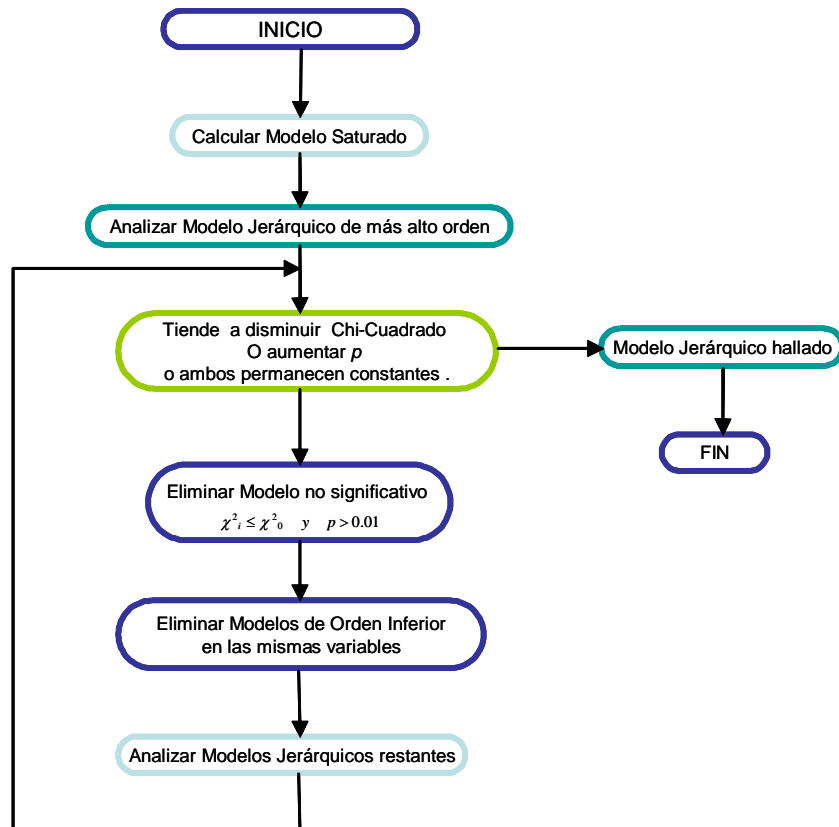 INICIO
Calcular Modelo Saturado
Analizar Modelo Jerárquico de más alto orden
Tiende a disminuir Chi-Cuadrado
O aumentar p
o ambos permanecen constantes .
Modelo Jerárquico hallado
FIN
Eliminar Modelo no significativo
χ²ᵢ ≤ χ²₀ y p > 0.01
Eliminar Modelos de Orden Inferior
en las mismas variables
Analizar Modelos Jerárquicos restantes